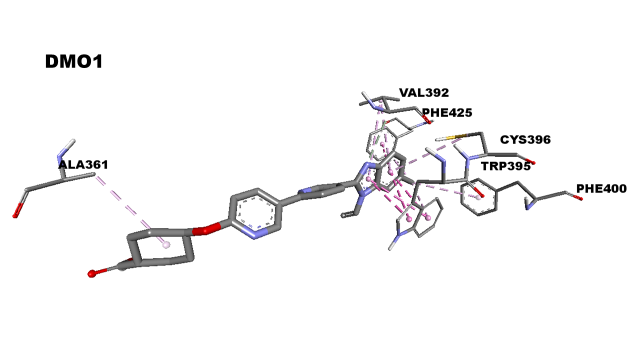 DMO1
VAL392
PHE425
CYS396
ALA361
TRP395
PHE400